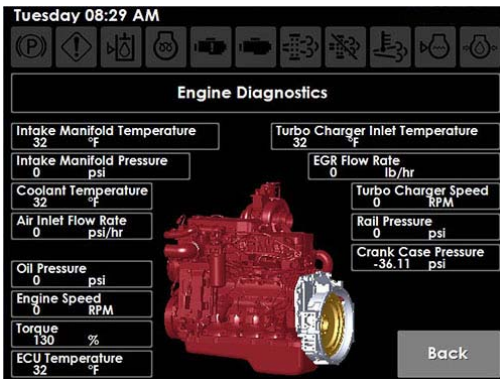 Tuesday 08:29 AM
(P)
Engine Diagnostics
Intake Manifold Temperature
32 °F
Intake Manifold Pressure
0 psi
Coolant Temperature
32 °F
Air Inlet Flow Rate
0 psi/hr
Oil Pressure
0 psi
Engine Speed
0 RPM
Torque
130 %
ECU Temperature
32 °F
Turbo Charger Inlet Temperature
32 °F
EGR Flow Rate
0 lb/hr
Turbo Charger Speed
0 RPM
Rail Pressure
0 psi
Crank Case Pressure
-36.11 psi
Back